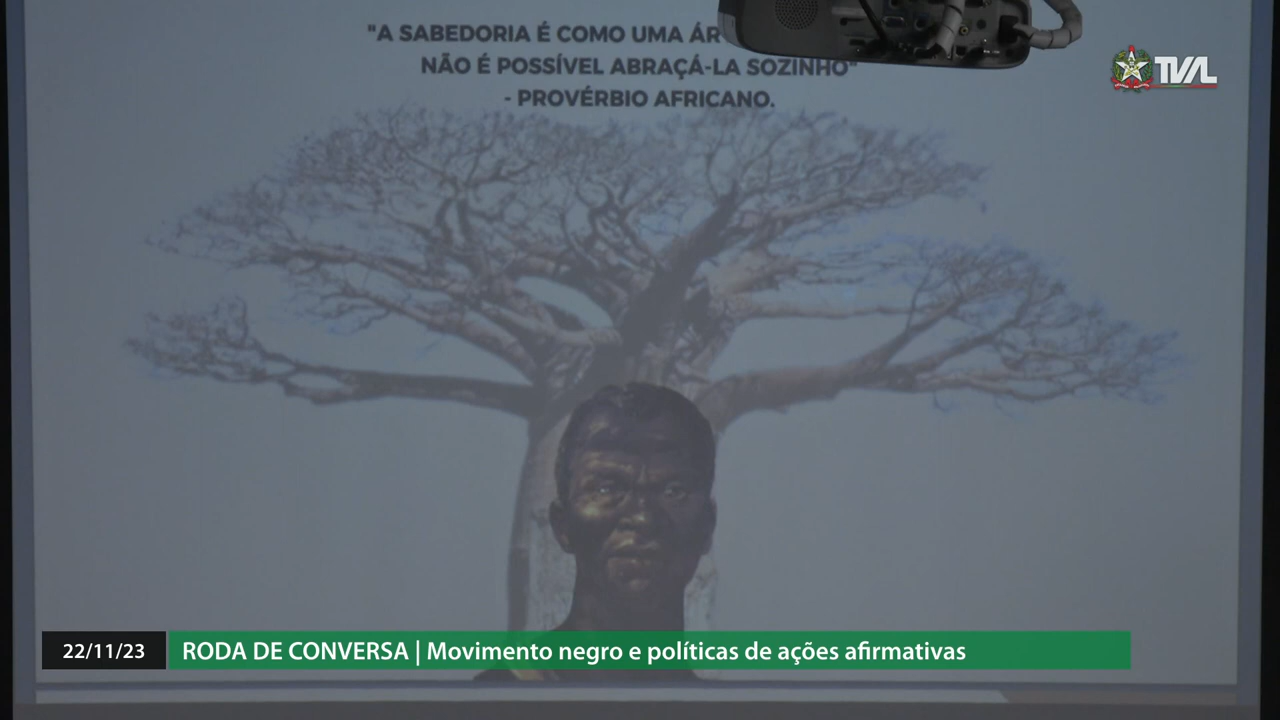 "A SABEDORIA É COMO UMA
NÃO É POSSÍVEL ABRAÇÁ-LA SOZINHO"
- PROVÉRBIO AFRICANO.
TVAL
22/11/23
RODA DE CONVERSA | Movimento negro e políticas de ações afirmativas